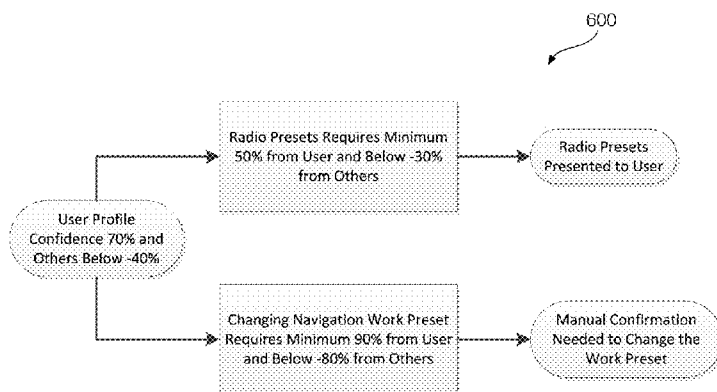 600
Radio Presets Requires Minimum
50% from User and Below -30%
from Others
Radio Presets
Presented to User
User Profile
Confidence 70% and
Others Below -40%
Changing Navigation Work Preset
Requires Minimum 90% from User
and Below -80% from Others
Manual Confirmation
Needed to Change the
Work Preset